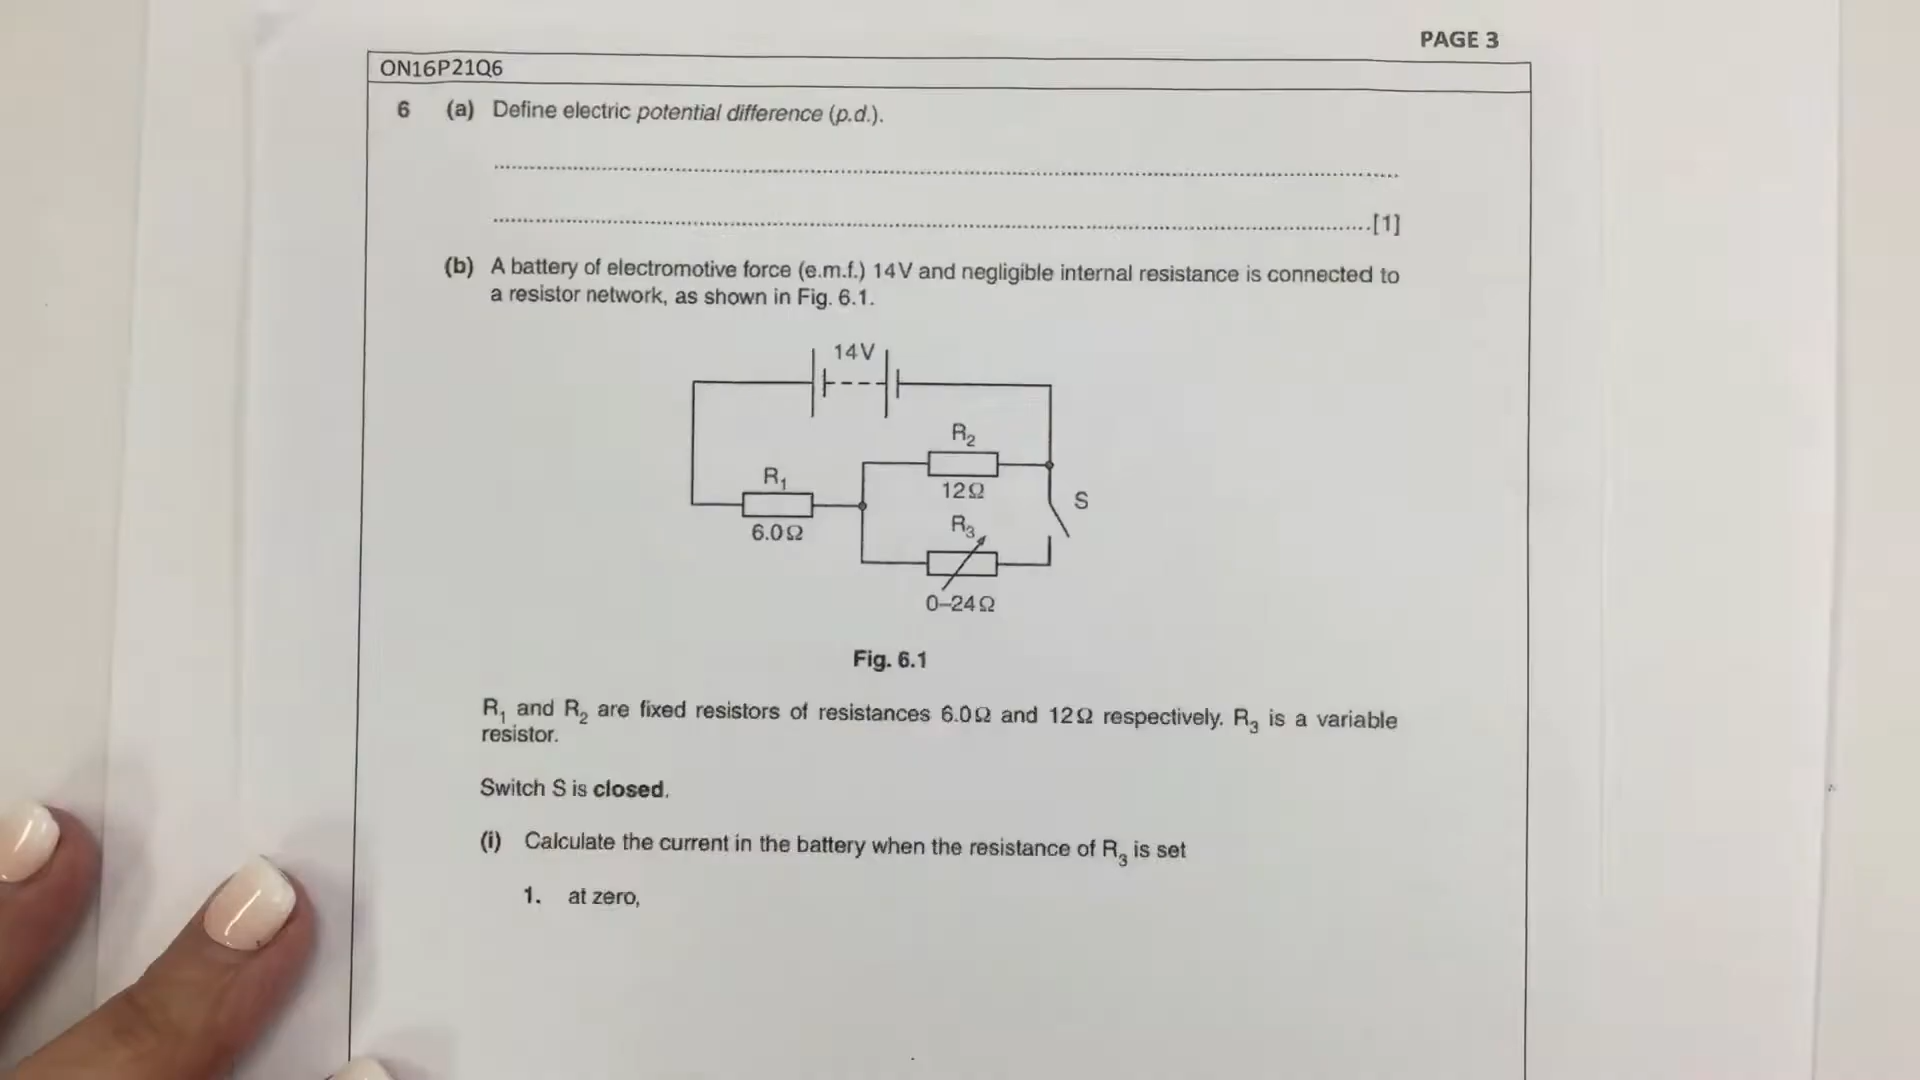 PAGE 3
ON16P21Q6
6 (a) Define electric potential difference (p.d.).
[1]
(b) A battery of electromotive force (e.m.f.) 14V and negligible internal resistance is connected to
a resistor network, as shown in Fig. 6.1.
14V
R₂
12Ω
R₁
6.0Ω
S
R₃
0–24Ω
Fig. 6.1
R₁ and R₂ are fixed resistors of resistances 6.0Ω and 12Ω respectively. R₃ is a variable
resistor.
Switch S is closed.
(i) Calculate the current in the battery when the resistance of R₃ is set
1. at zero,